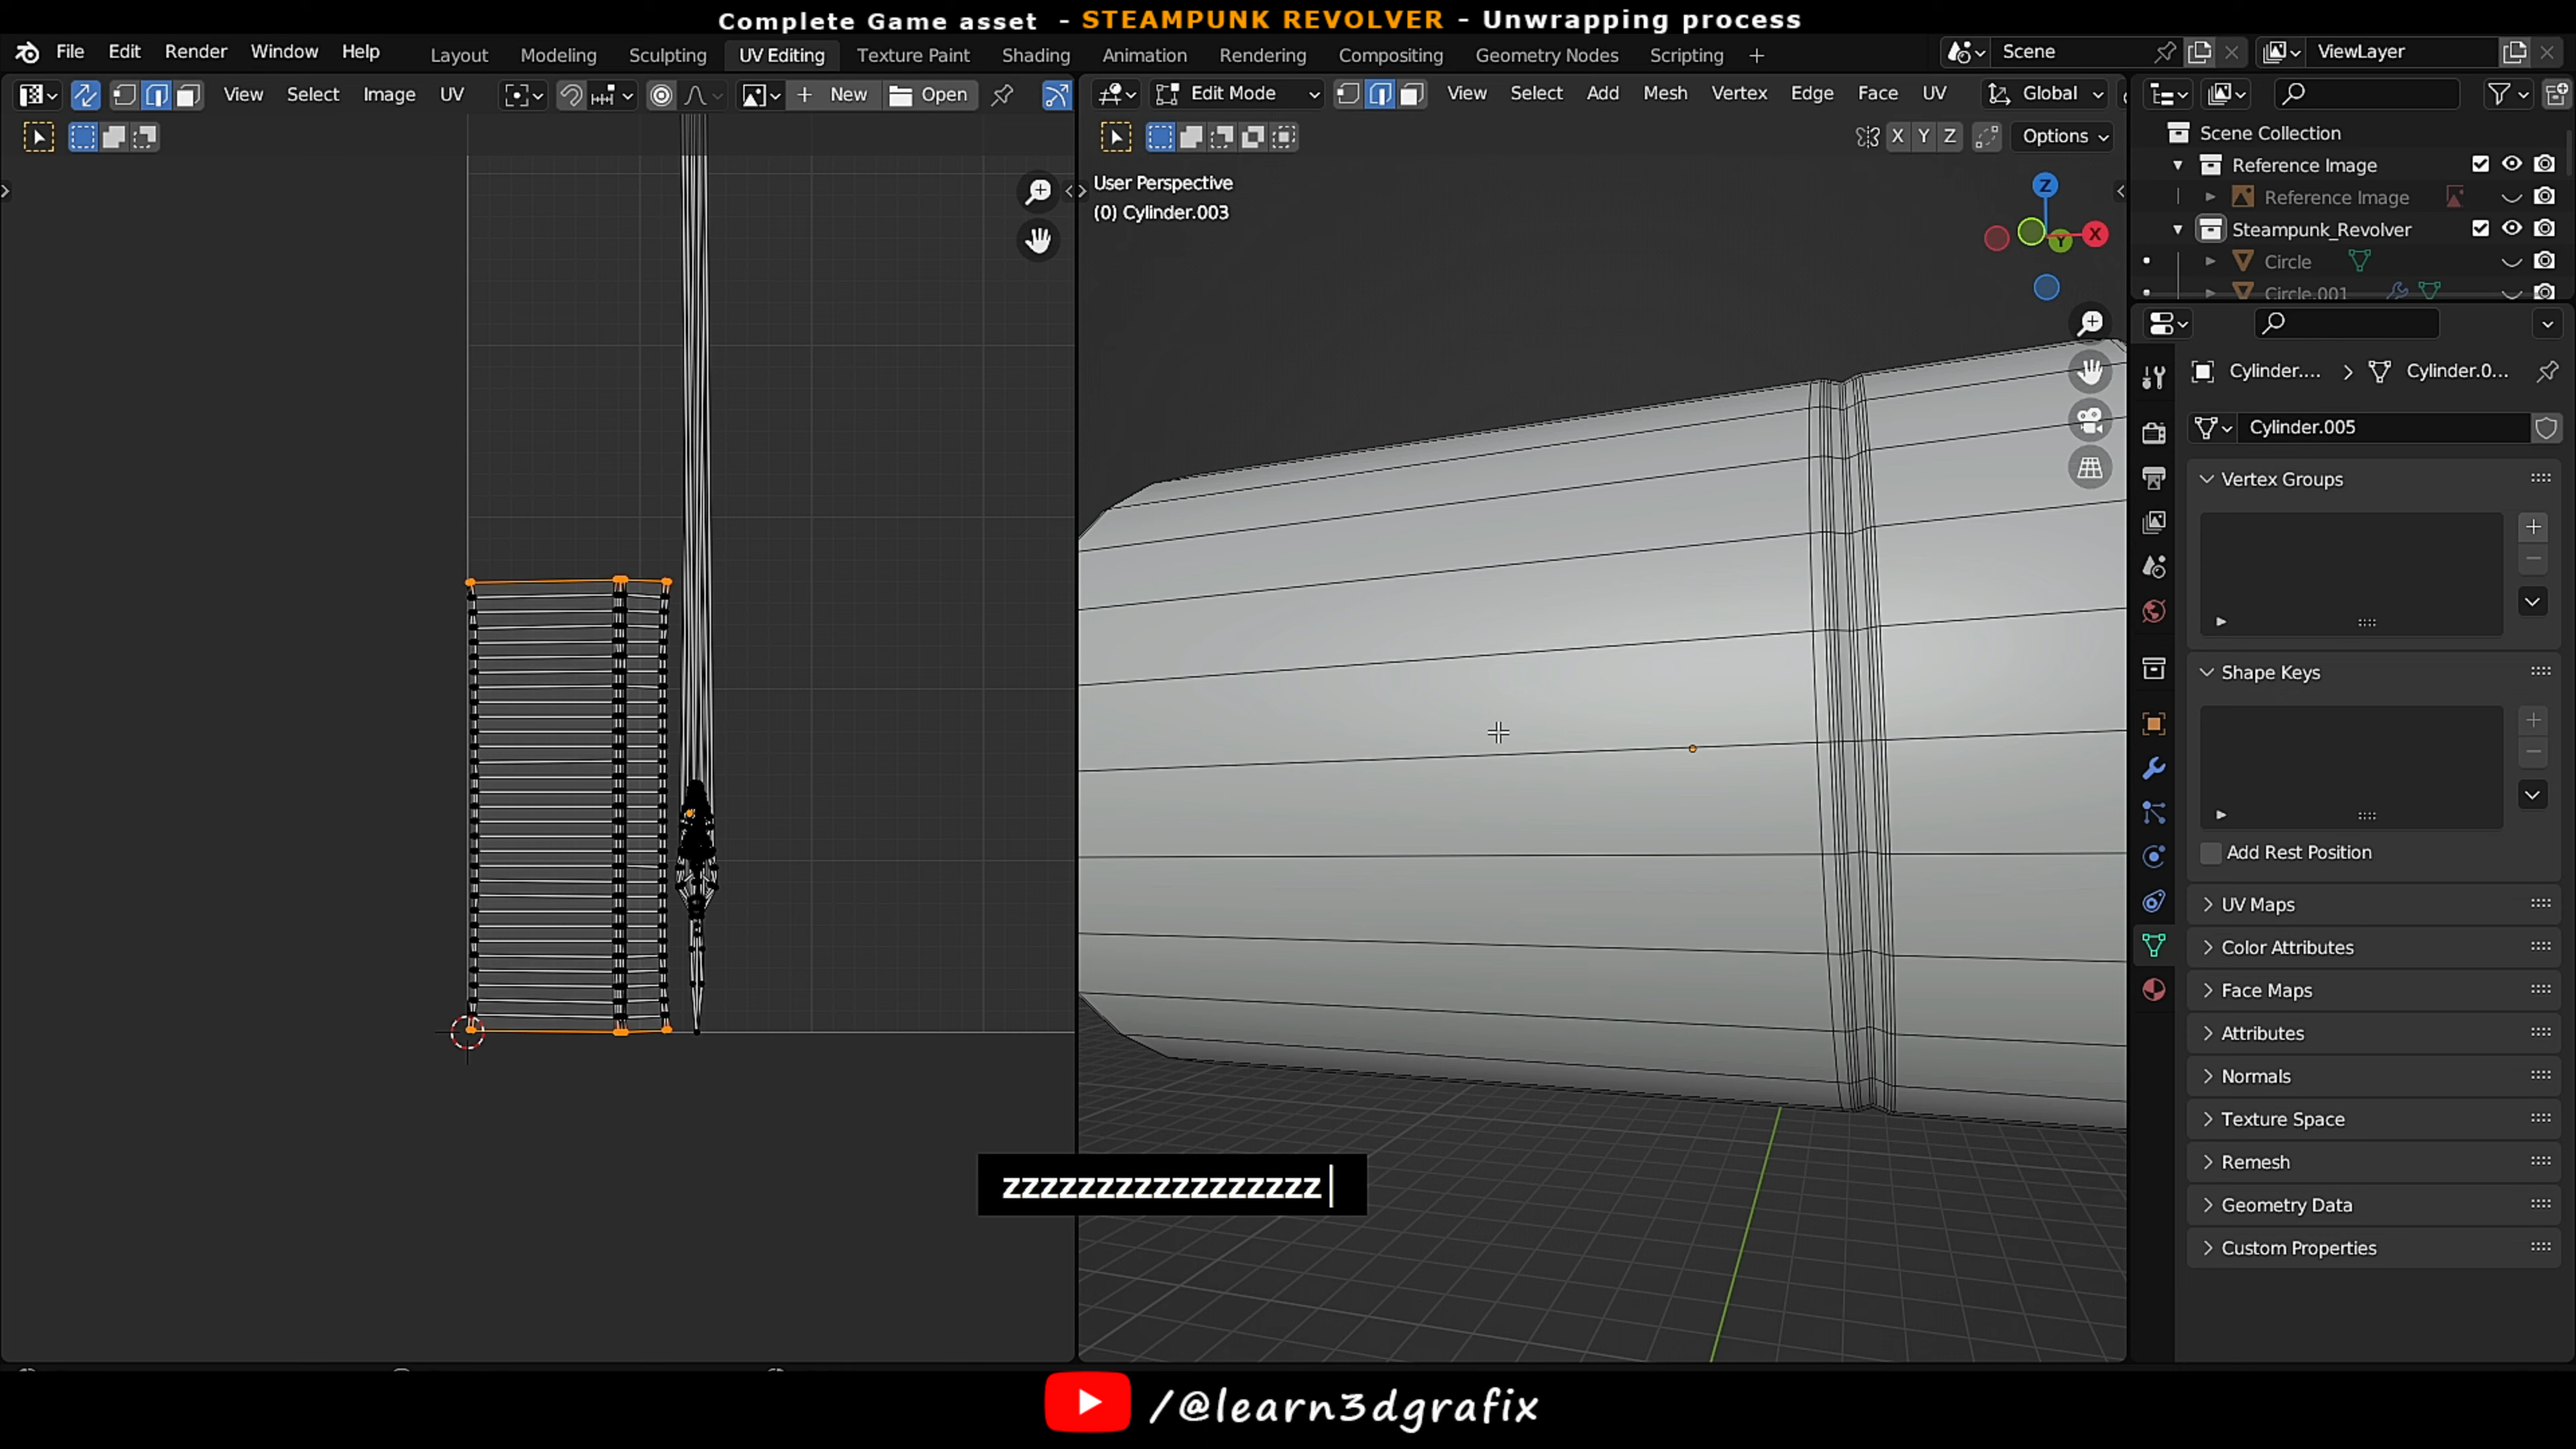 Complete Game asset - STEAMPUNK REVOLVER - Unwrapping process
File Edit Render Window Help Layout Modeling Sculpting UV Editing Texture Paint Shading Animation Rendering Compositing Geometry Nodes Scripting + Scene ViewLayer
View Select Image UV New Open Edit Mode View Select Add Mesh Vertex Edge Face UV Global
X Y Z Options
Scene Collection
Reference Image
Reference Image
Steampunk_Revolver
Circle
Circle.001
User Perspective
(0) Cylinder.003
Z
X
Y
Cylinder.... > Cylinder.0...
Cylinder.005
Vertex Groups
Shape Keys
Add Rest Position
UV Maps
Color Attributes
Face Maps
Attributes
Normals
Texture Space
Remesh
Geometry Data
Custom Properties
zzzzzzzzzzzzzzzzz
/@learn3dgrafix